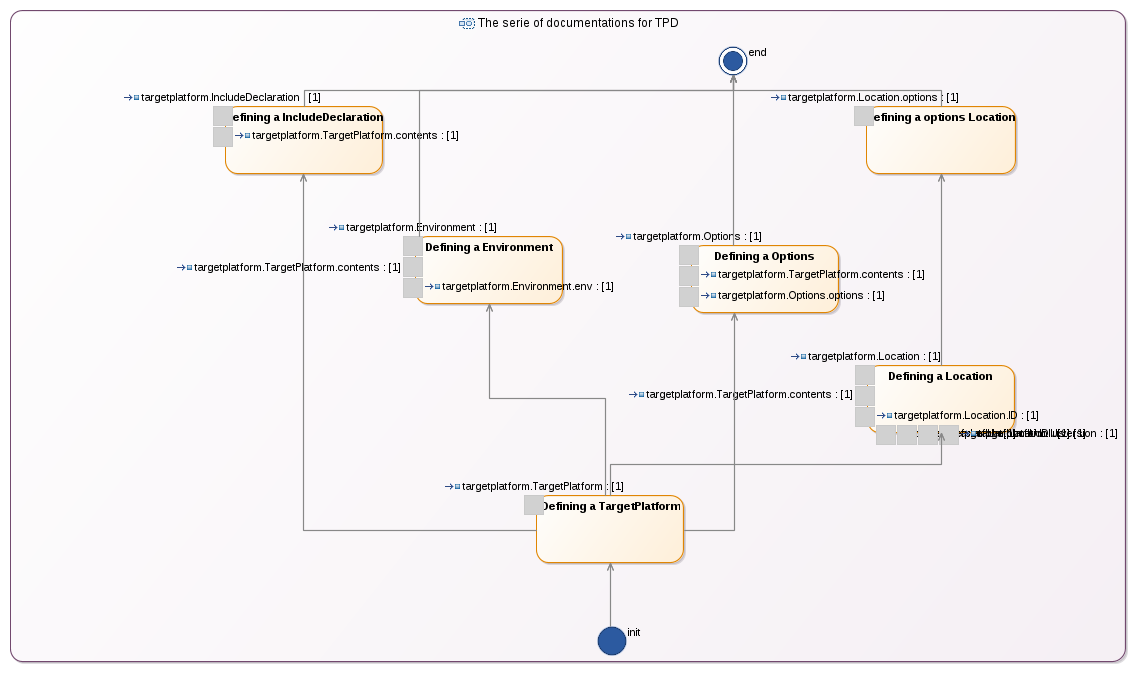 The serie of documentations for TPD
end
targetplatform.IncludeDeclaration : [1]
targetplatform.Location.options : [1]
efining a IncludeDeclaration
efining a options Location
targetplatform.TargetPlatform.contents : [1]
targetplatform.Environment : [1]
targetplatform.Options : [1]
Defining a Environment
Defining a Options
targetplatform.TargetPlatform.contents : [1]
targetplatform.TargetPlatform.contents : [1]
targetplatform.Environment.env : [1]
targetplatform.Options.options : [1]
targetplatform.Location : [1]
Defining a Location
targetplatform.TargetPlatform.contents : [1]
targetplatform.Location.ID : [1]
: [1]
targetplatform.TargetPlatform : [1]
Defining a TargetPlatform
init